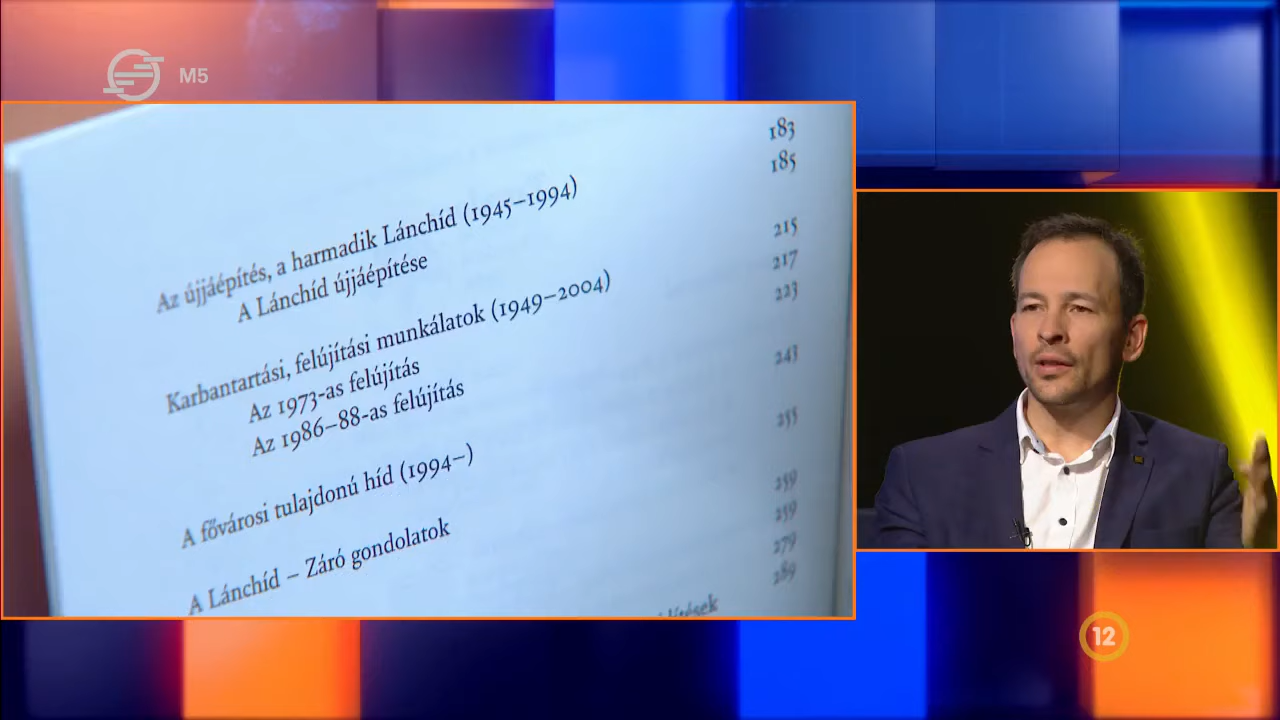 M5
183
185
Az újjáépítés, a harmadik Lánchíd (1945–1994) 215
A Lánchíd újjáépítése 217
Karbantartási, felújítási munkálatok (1949–2004) 223
Az 1973-as felújítás
Az 1986–88-as felújítás
243
255
A fővárosi tulajdonú híd (1994–)
259
259
A Lánchíd – Záró gondolatok
279
289
12